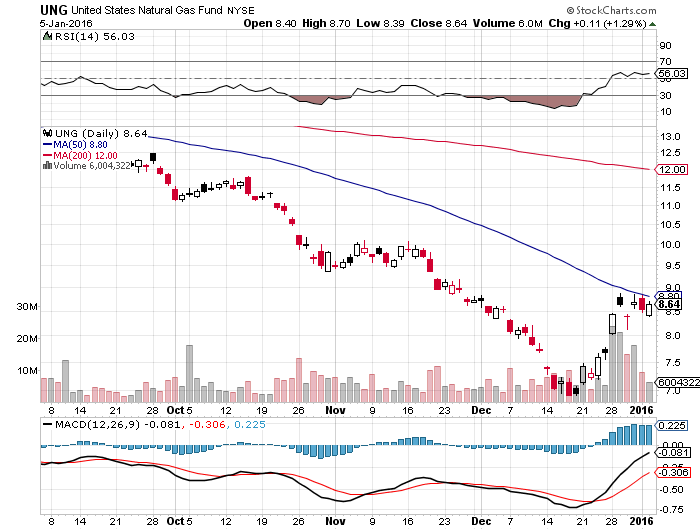 UNG United States Natural Gas Fund NYSE
© StockCharts.com
5-Jan-2016
Open 8.40 High 8.70 Low 8.39 Close 8.64 Volume 6.0M Chg +0.11 (+1.29%)
RSI(14) 56.03
90
70
56.03
30
10
UNG (Daily) 8.64
MA(50) 8.80
MA(200) 12.00
Volume 6,004,322
13.0
12.5
12.00
11.5
11.0
10.5
10.0
9.5
9.0
8.80
8.64
8.5
8.0
7.5
7.0
30M
20M
10M
6004322
8 14 21 28 Oct 5 12 19 26 Nov 9 16 23 Dec 7 14 21 28 2016
MACD(12,26,9) -0.081, -0.306, 0.225
0.225
0.00
-0.081
-0.25
-0.306
-0.50
-0.75
8 14 21 28 Oct 5 12 19 26 Nov 9 16 23 Dec 7 14 21 28 2016